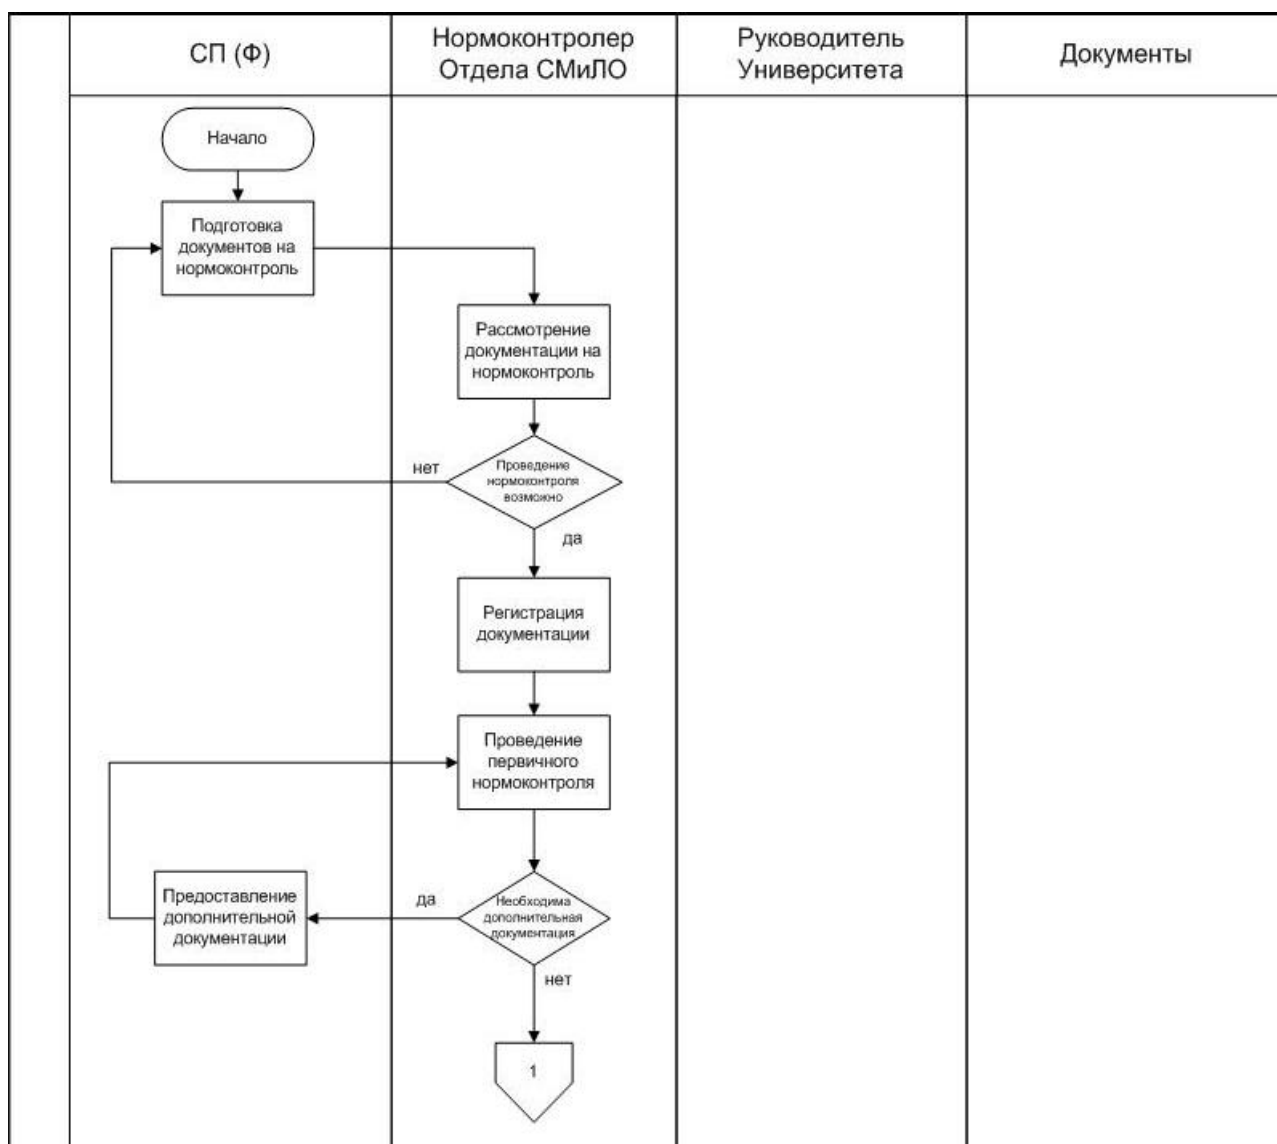 СП (Ф)
Нормоконтролер
Отдела СМиЛО
Руководитель
Университета
Документы
Начало
Подготовка
документов на
нормоконтроль
Рассмотрение
документации на
нормоконтроль
нет
Проведение
нормоконтроля
возможно
да
Регистрация
документации
Проведение
первичного
нормоконтроля
Предоставление
дополнительной
документации
да
Необходима
дополнительная
документация
нет
1